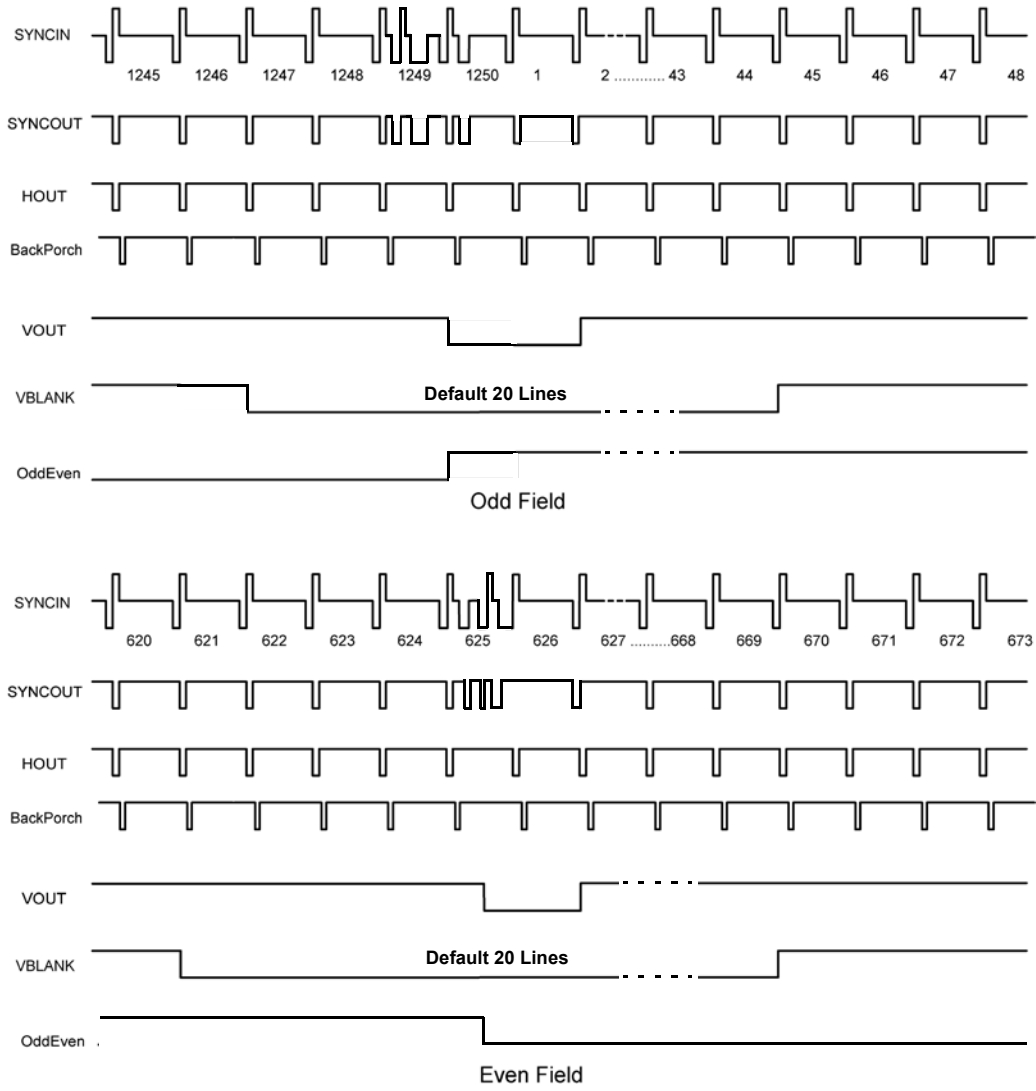 SYNCIN
1245 1246 1247 1248 1249 1250 1 2 ............ 43 44 45 46 47 48
SYNCOUT
HOUT
BackPorch
VOUT
VBLANK
Default 20 Lines
OddEven
Odd Field
SYNCIN
620 621 622 623 624 625 626 627 ..........668 669 670 671 672 673
SYNCOUT
HOUT
BackPorch
VOUT
VBLANK
Default 20 Lines
OddEven
Even Field